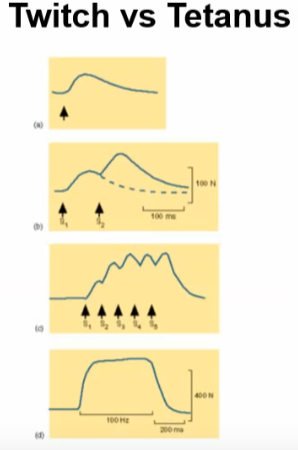 Twitch vs Tetanus
(a)
100 N
100 ms
S1 S2
(b)
S1 S2 S3 S4 S5
(c)
400 N
100 Hz
200 ms
(d)